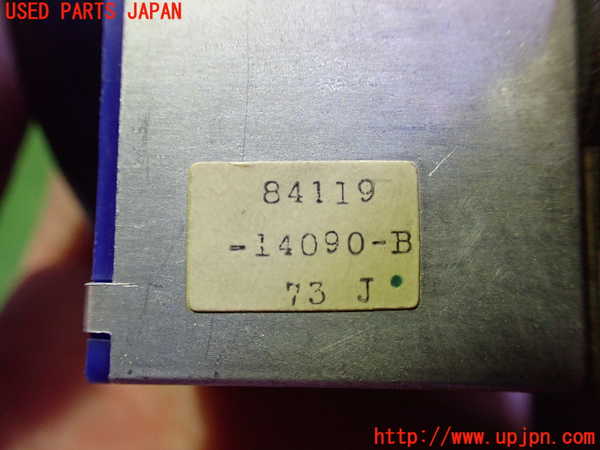 USED PARTS JAPAN
84119
-14090-B
73 J
http://www.upjpn.com/